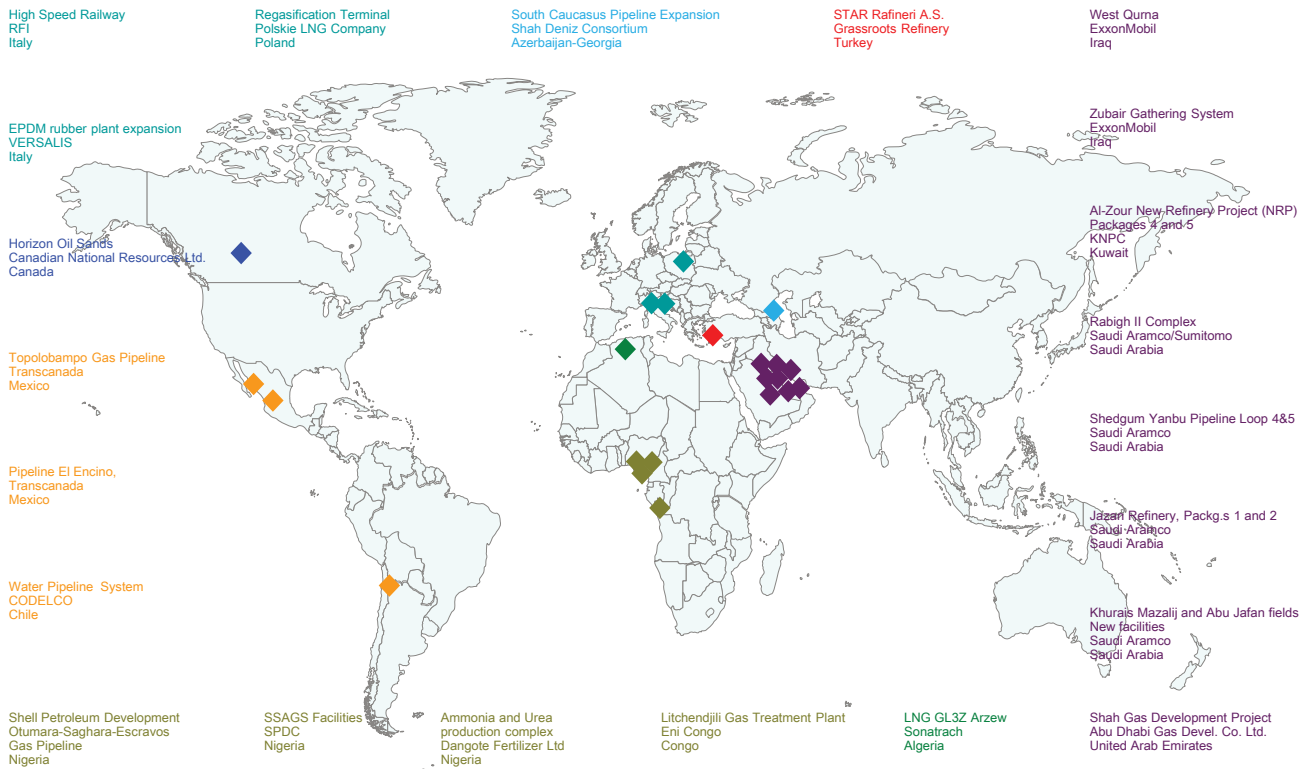 High Speed Railway
RFI
Italy
Regasification Terminal
Polskie LNG Company
Poland
South Caucasus Pipeline Expansion
Shah Deniz Consortium
Azerbaijan-Georgia
STAR Rafineri A.S.
Grassroots Refinery
Turkey
West Qurna
ExxonMobil
Iraq
EPDM rubber plant expansion
VERSALIS
Italy
Zubair Gathering System
ExxonMobil
Iraq
Horizon Oil Sands
Canadian National Resources Ltd.
Canada
Al-Zour New Refinery Project (NRP)
Packages 4 and 5
KNPC
Kuwait
Topolobampo Gas Pipeline
Transcanada
Mexico
Rabigh II Complex
Saudi Aramco/Sumitomo
Saudi Arabia
Pipeline El Encino,
Transcanada
Mexico
Shedgum Yanbu Pipeline Loop 4&5
Saudi Aramco
Saudi Arabia
Water Pipeline System
CODELCO
Chile
Jazan Refinery, Packg.s 1 and 2
Saudi Aramco
Saudi Arabia
Khurais Mazalij and Abu Jafan fields
New facilities
Saudi Aramco
Saudi Arabia
Shell Petroleum Development
Otumara-Saghara-Escravos
Gas Pipeline
Nigeria
SSAGS Facilities
SPDC
Nigeria
Ammonia and Urea
production complex
Dangote Fertilizer Ltd
Nigeria
Litchendjili Gas Treatment Plant
Eni Congo
Congo
LNG GL3Z Arzew
Sonatrach
Algeria
Shah Gas Development Project
Abu Dhabi Gas Devel. Co. Ltd.
United Arab Emirates